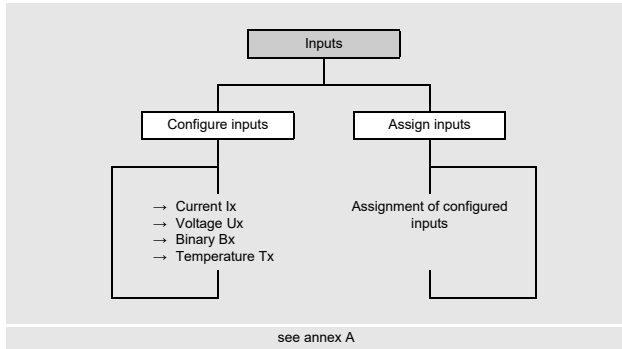 Inputs
Configure inputs
Assign inputs
→ Current Ix
→ Voltage Ux
→ Binary Bx
→ Temperature Tx
Assignment of configured
inputs
see annex A